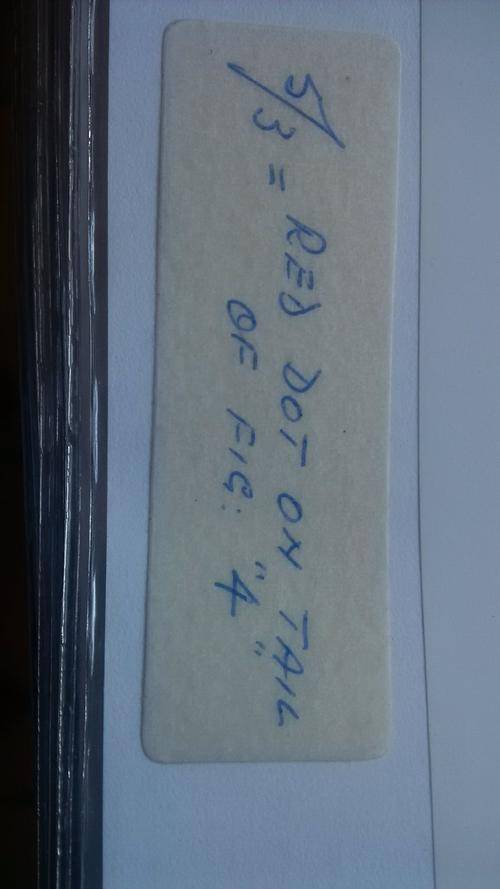 5/3 = RED DOT ON TAIL
OF FIG: "4"